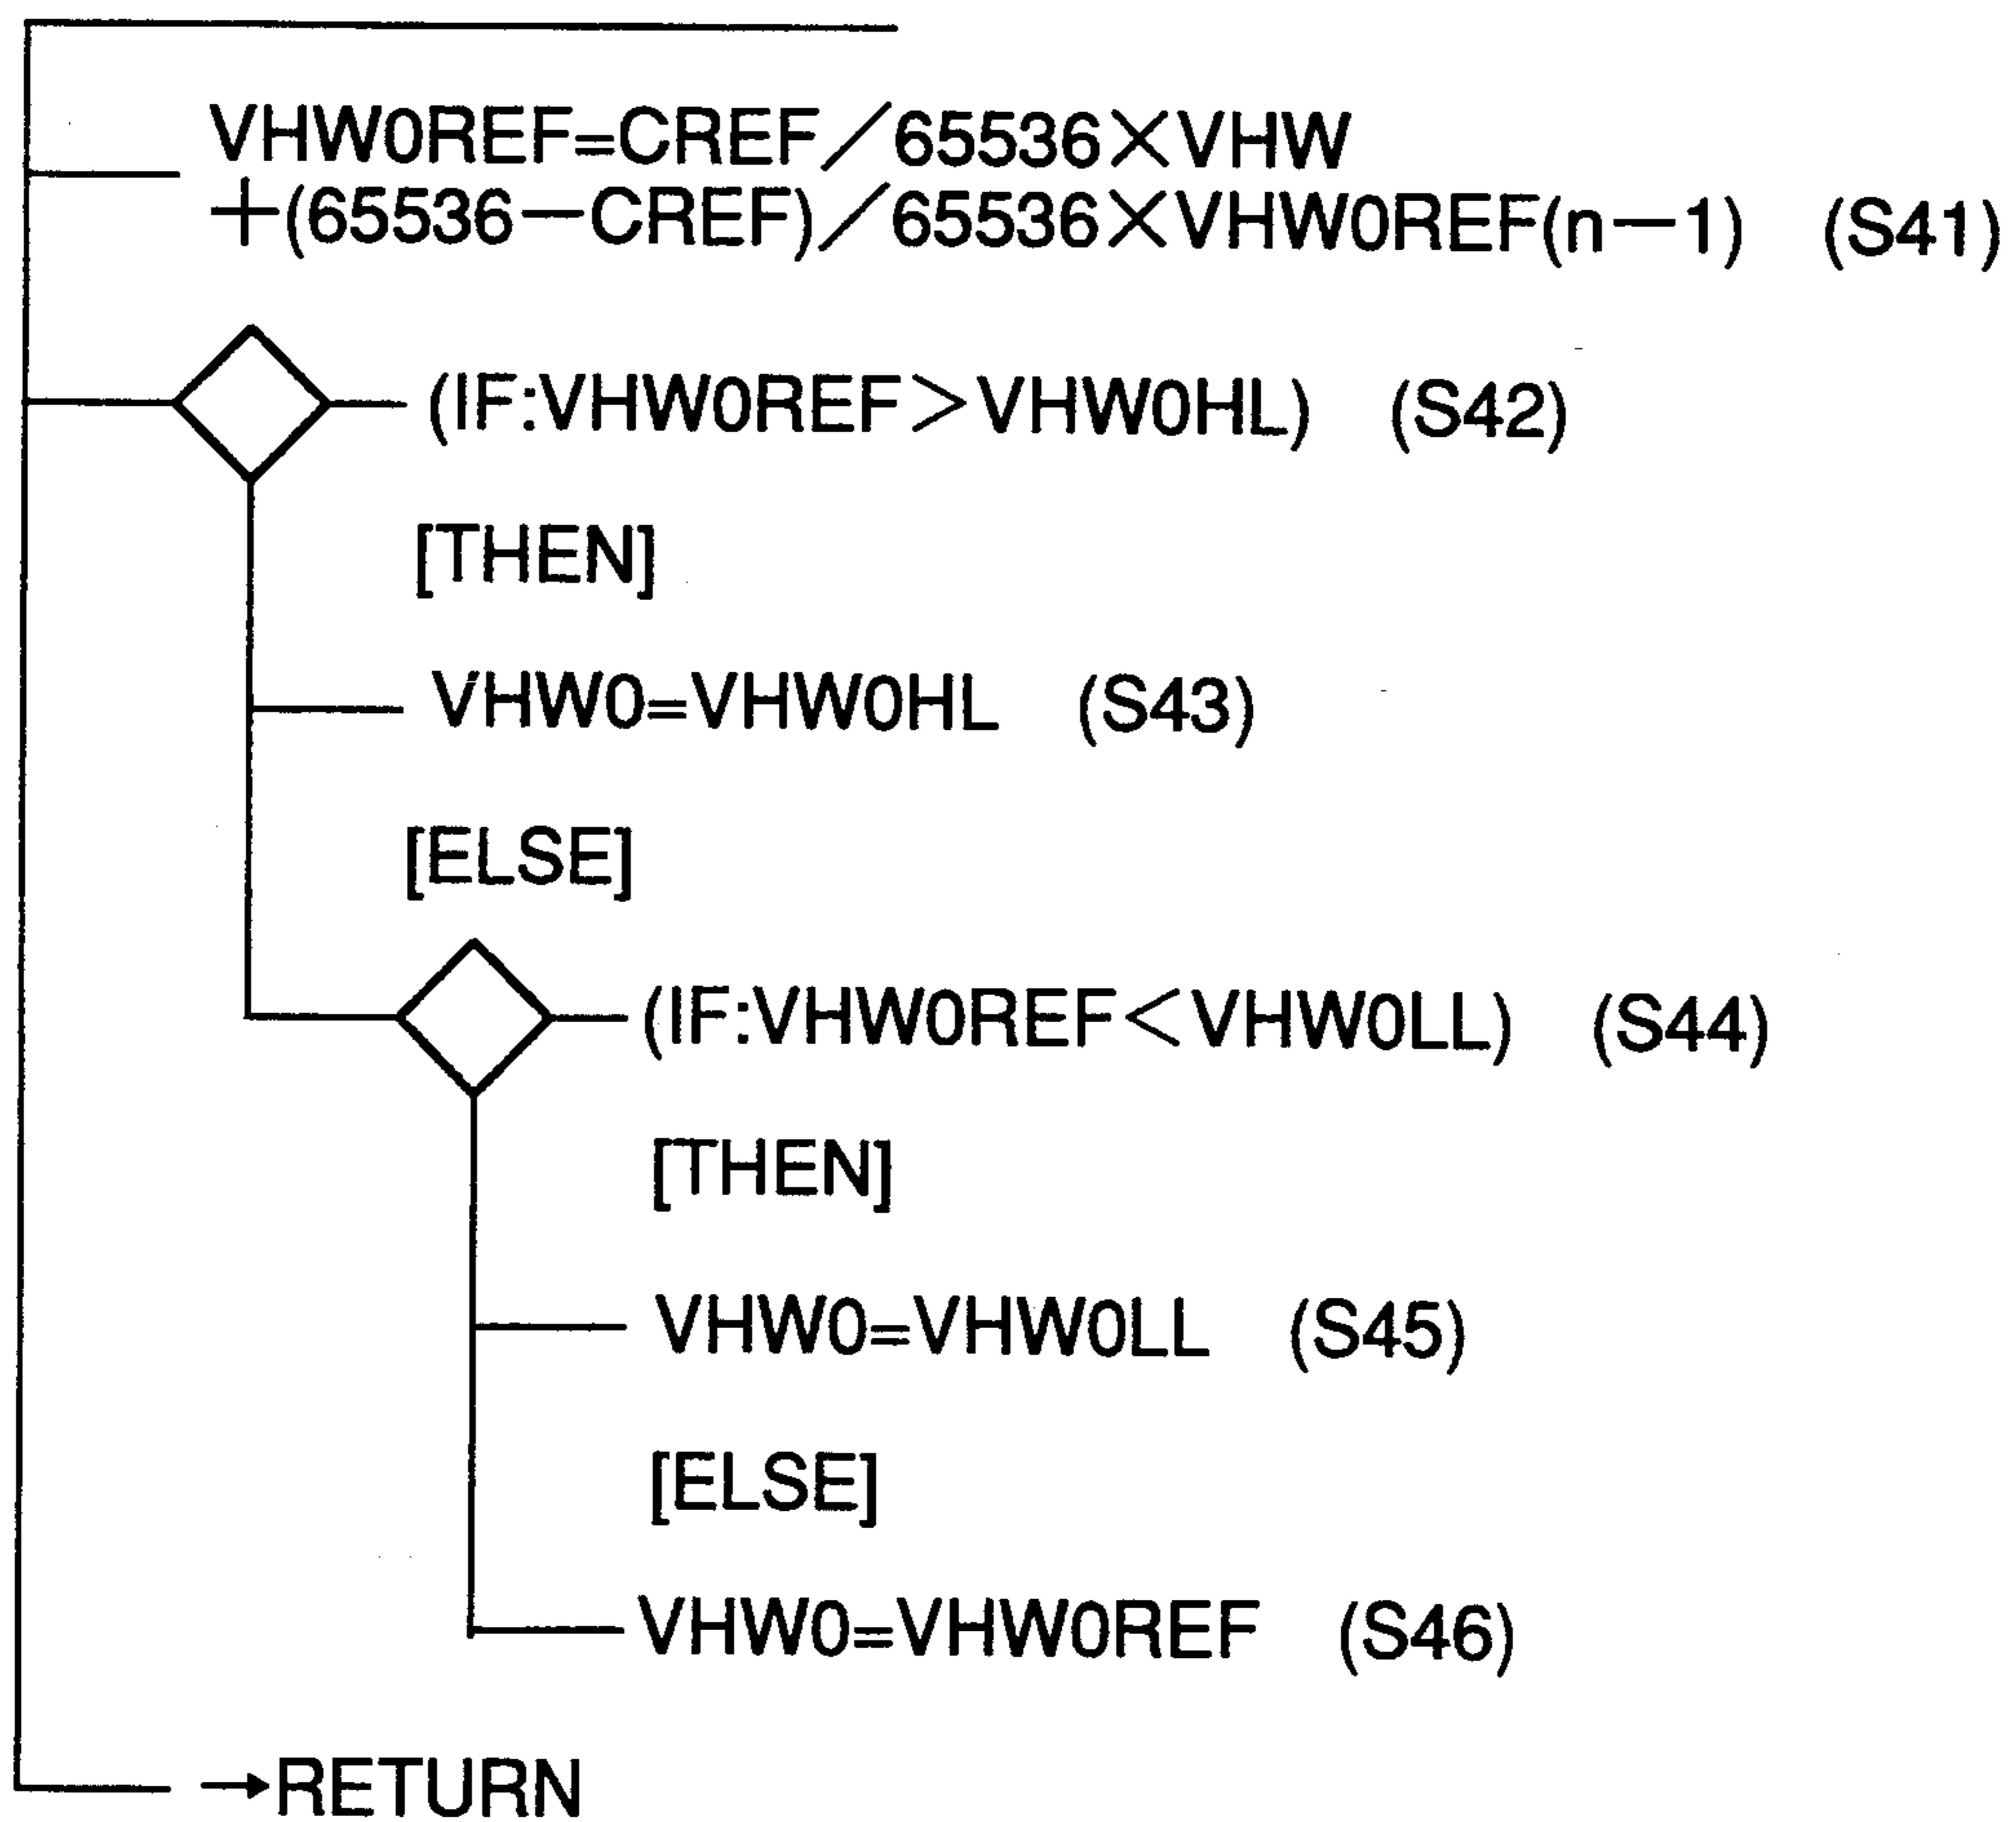 VHW0REF=CREF/65536×VHW
+(65536−CREF)/65536×VHW0REF(n−1) (S41)
(IF:VHW0REF>VHW0HL) (S42)
[THEN]
VHW0=VHW0HL (S43)
[ELSE]
(IF:VHW0REF<VHW0LL) (S44)
[THEN]
VHW0=VHW0LL (S45)
[ELSE]
VHW0=VHW0REF (S46)
→RETURN